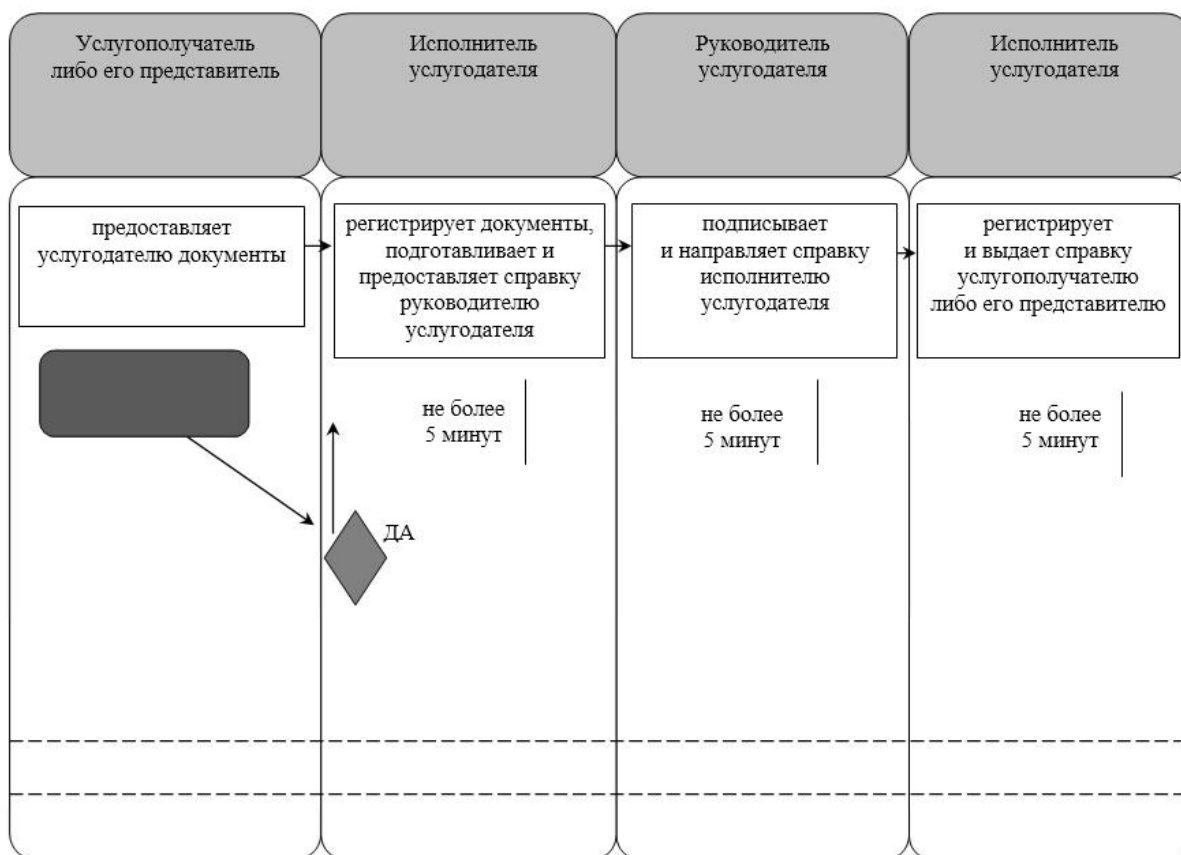 Услугополучатель
либо его представитель
Исполнитель
услугодателя
Руководитель
услугодателя
Исполнитель
услугодателя
предоставляет
услугодателю документы
регистрирует документы,
подготавливает и
предоставляет справку
руководителю
услугодателя
подписывает
и направляет справку
исполнителю
услугодателя
регистрирует
и выдает справку
услугополучателю
либо его представителю
не более
5 минут
не более
5 минут
не более
5 минут
ДА